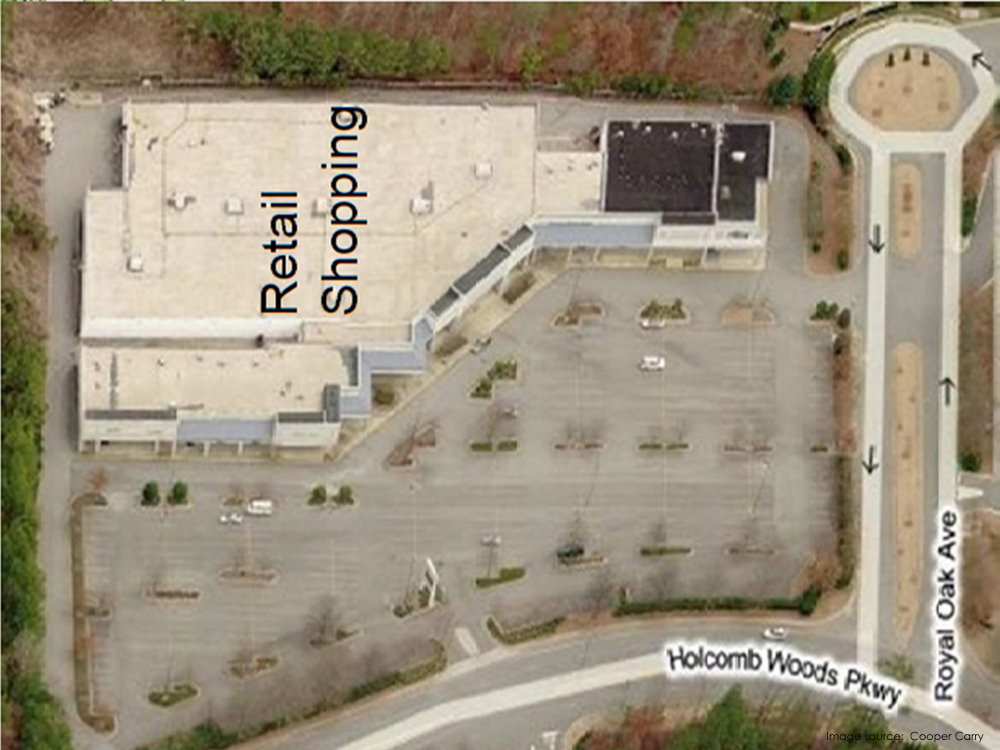 Retail
Shopping
Royal Oak Ave
Holcomb Woods Pkwy
Image source: Cooper Carry